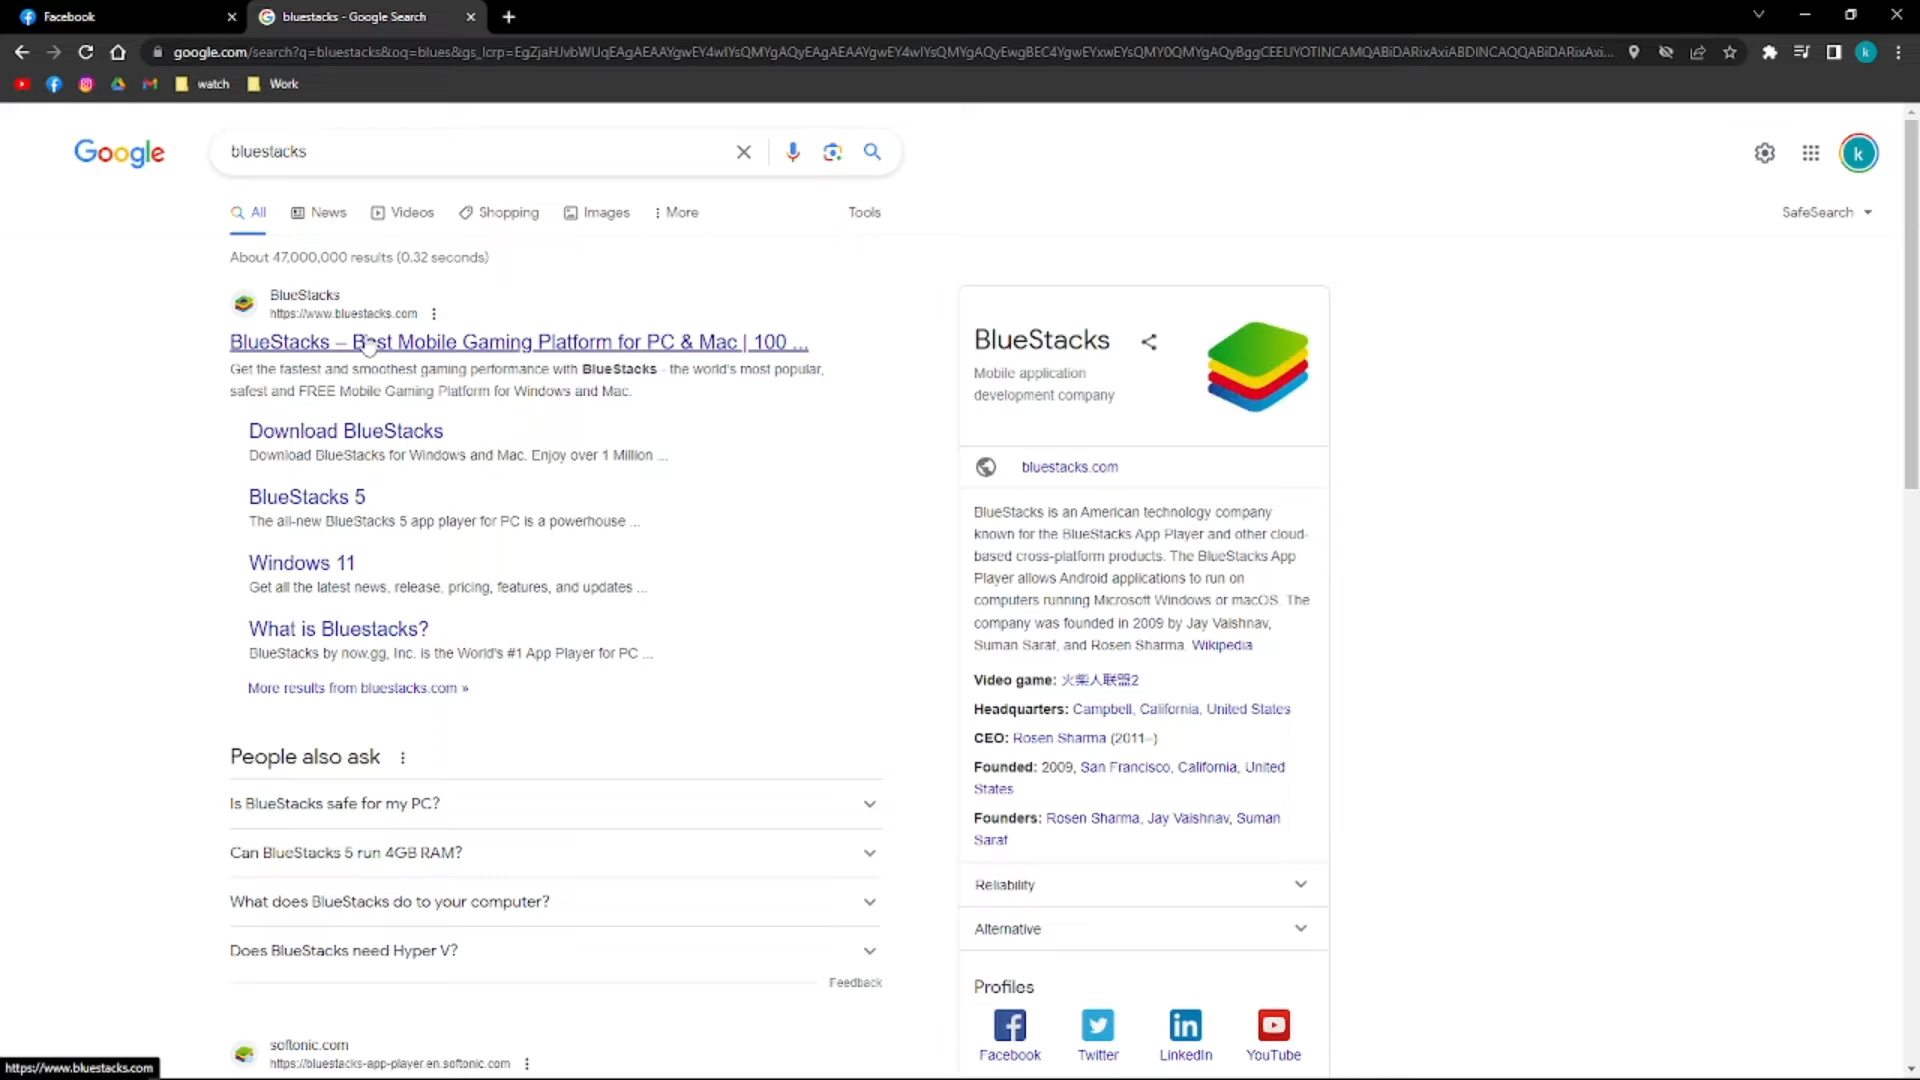 Facebook
bluestacks - Google Search
watch
Work
Google
bluestacks
k
All
News
Videos
Shopping
Images
More
Tools
SafeSearch
About 47,000,000 results (0.32 seconds)
BlueStacks
https://www.bluestacks.com
BlueStacks – Best Mobile Gaming Platform for PC & Mac | 100 ...
Get the fastest and smoothest gaming performance with BlueStacks - the world's most popular,
safest and FREE Mobile Gaming Platform for Windows and Mac.
Download BlueStacks
Download BlueStacks for Windows and Mac. Enjoy over 1 Million ...
BlueStacks 5
The all-new BlueStacks 5 app player for PC is a powerhouse ...
Windows 11
Get all the latest news, release, pricing, features, and updates ...
What is Bluestacks?
BlueStacks by now.gg, Inc. is the World's #1 App Player for PC ...
More results from bluestacks.com »
People also ask
Is BlueStacks safe for my PC?
Can BlueStacks 5 run 4GB RAM?
What does BlueStacks do to your computer?
Does BlueStacks need Hyper V?
Feedback
softonic.com
https://bluestacks-app-player.en.softonic.com
https://www.bluestacks.com
BlueStacks
Mobile application
development company
bluestacks.com
BlueStacks is an American technology company
known for the BlueStacks App Player and other cloud-
based cross-platform products. The BlueStacks App
Player allows Android applications to run on
computers running Microsoft Windows or macOS. The
company was founded in 2009 by Jay Vaishnav,
Suman Saraf, and Rosen Sharma. Wikipedia
Video game: 火柴人联盟2
Headquarters: Campbell, California, United States
CEO: Rosen Sharma (2011–)
Founded: 2009, San Francisco, California, United
States
Founders: Rosen Sharma, Jay Vaishnav, Suman
Saraf
Reliability
Alternative
Profiles
Facebook
Twitter
LinkedIn
YouTube